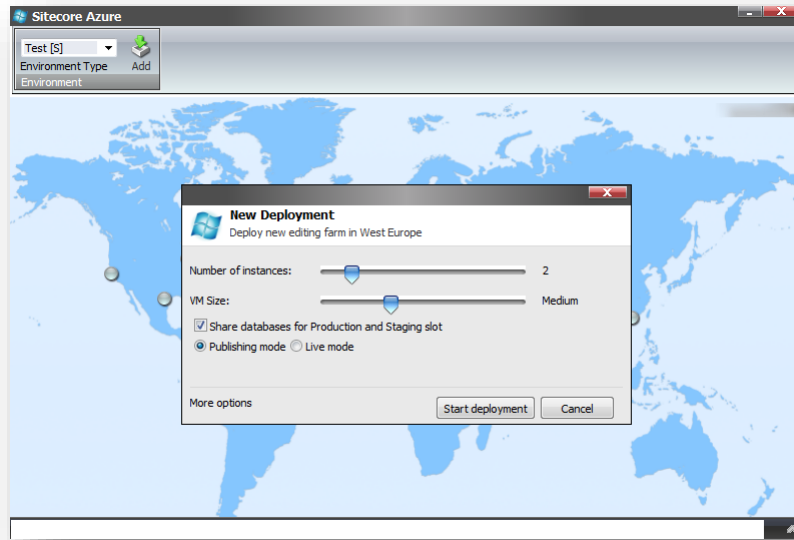 Sitecore Azure
Test [S]
Environment Type Add
Environment
New Deployment
Deploy new editing farm in West Europe
Number of instances: 2
VM Size: Medium
Share databases for Production and Staging slot
Publishing mode Live mode
More options Start deployment Cancel